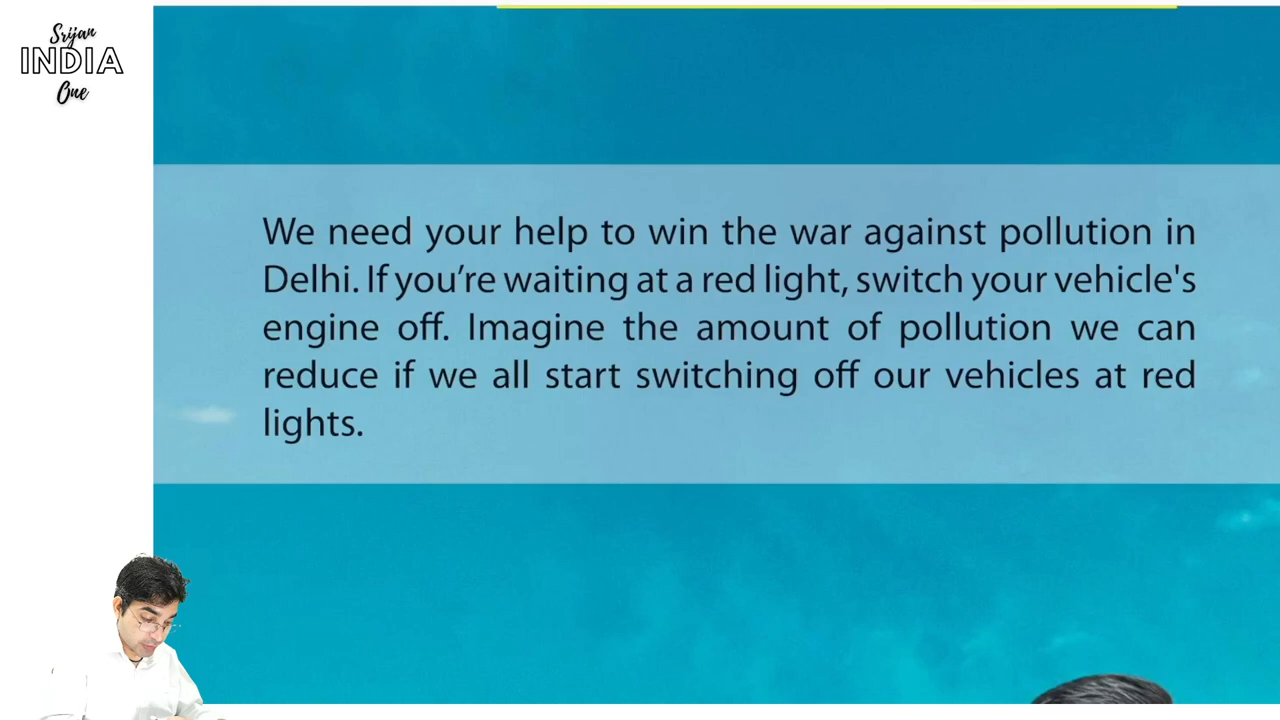 Srijan
INDIA
One
We need your help to win the war against pollution in
Delhi. If you’re waiting at a red light, switch your vehicle's
engine off. Imagine the amount of pollution we can
reduce if we all start switching off our vehicles at red
lights.